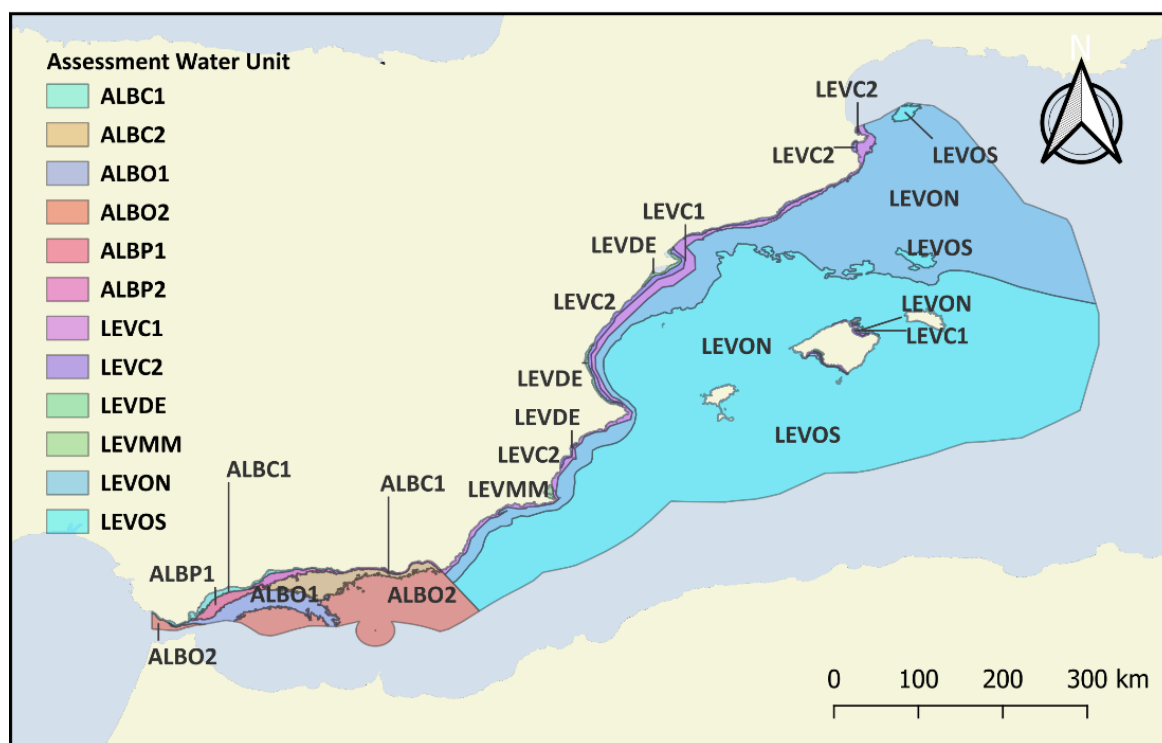 Assessment Water Unit
ALBC1
ALBC2
ALBO1
ALBO2
ALBP1
ALBP2
LEVC1
LEVC2
LEVDE
LEVMM
LEVON
LEVOS
N
LEVC2
LEVC2
LEVOS
LEVON
LEVC1
LEVDE
LEVOS
LEVC2
LEVON
LEVON
LEVC1
LEVDE
LEVDE
LEVOS
LEVC2
ALBC1
ALBC1
LEVMM
ALBP1
ALBO1
ALBO2
ALBO2
0 100 200 300 km